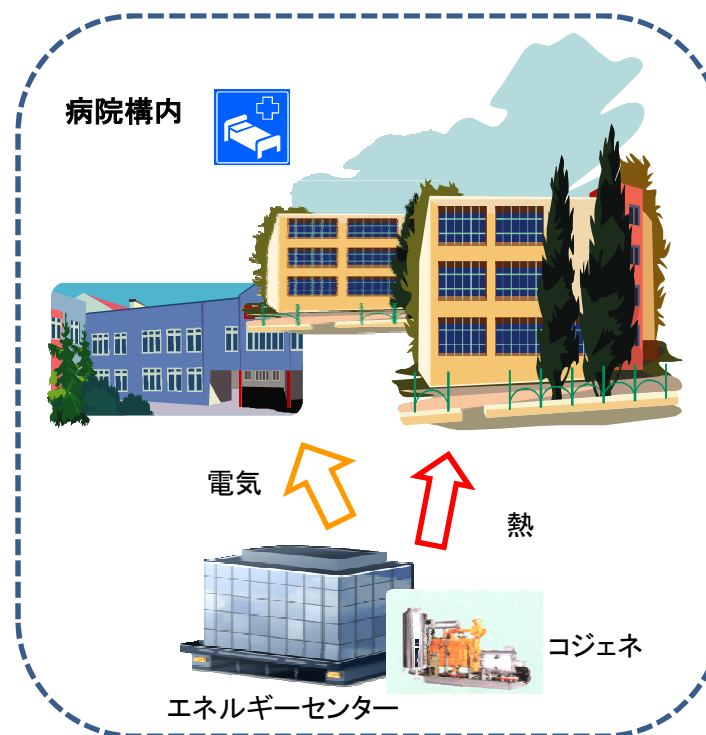 病院構内
電気
熱
コジェネ
エネルギーセンター